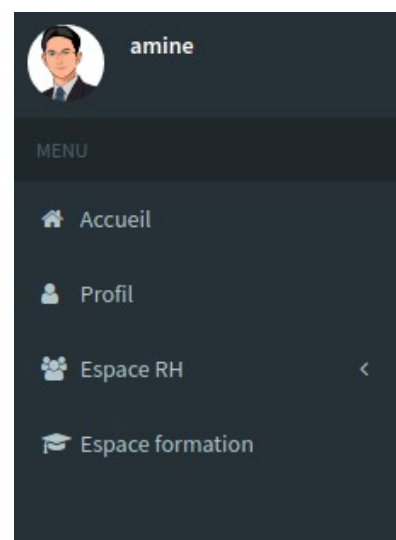 amine
MENU
Accueil
Profil
Espace RH
Espace formation